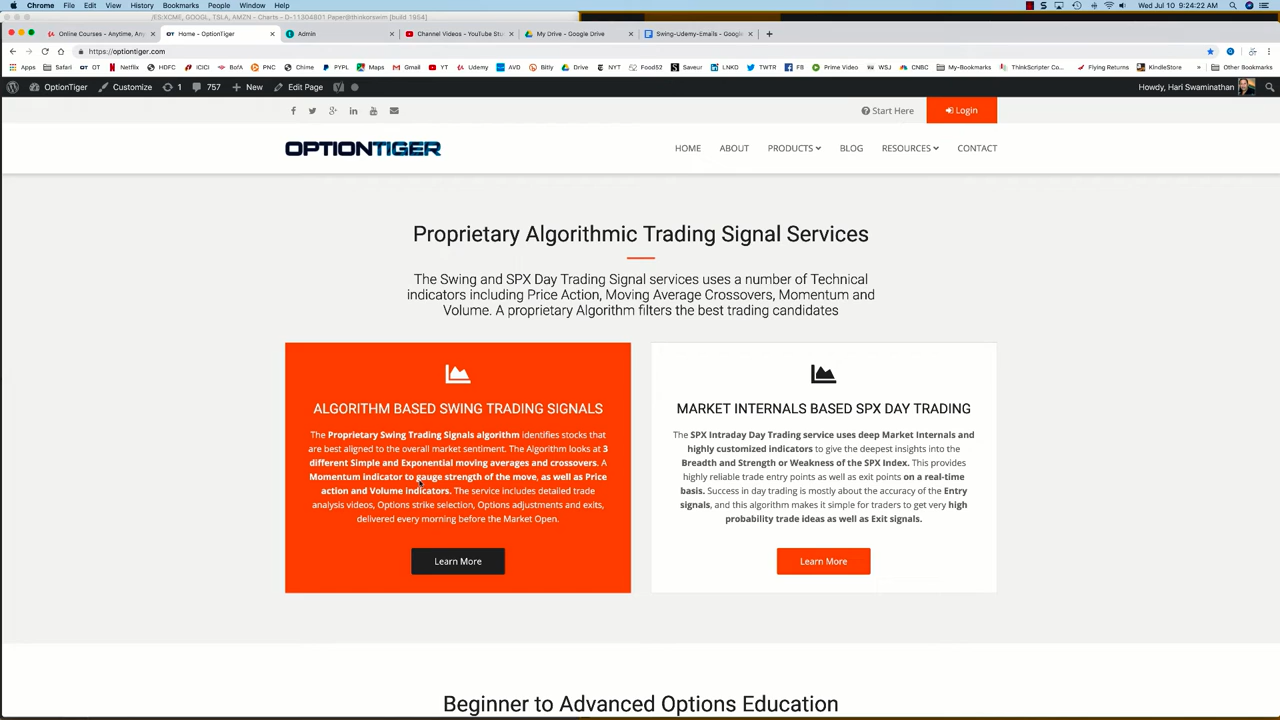 Chrome File Edit View History Bookmarks People Window Help
Wed Jul 10 9:24:22 AM
/ES:XCME, GOOGL, TSLA, AMZN - Charts - D-11304801 Paper@thinkorswim [build 1954]
Online Courses - Anytime, Any
Home - OptionTiger
Admin
Channel Videos - YouTube Stu
My Drive - Google Drive
Swing-Udemy-Emails - Google
https://optiontiger.com
Apps Safari OT Netflix HDFC ICICI BofA PNC Chime PYPL Maps Gmail YT Udemy AVD Bitly Drive NYT Food52 Saveur LNKD TWTR FB Prime Video WSJ CNBC My-Bookmarks ThinkScripter Co... Flying Returns KindleStore » Other Bookmarks
OptionTiger Customize 1 757 New Edit Page
Howdy, Hari Swaminathan
Start Here
Login
OPTIONTIGER
HOME ABOUT PRODUCTS BLOG RESOURCES CONTACT
Proprietary Algorithmic Trading Signal Services
The Swing and SPX Day Trading Signal services uses a number of Technical
indicators including Price Action, Moving Average Crossovers, Momentum and
Volume. A proprietary Algorithm filters the best trading candidates
ALGORITHM BASED SWING TRADING SIGNALS
The Proprietary Swing Trading Signals algorithm identifies stocks that
are best aligned to the overall market sentiment. The Algorithm looks at 3
different Simple and Exponential moving averages and crossovers. A
Momentum indicator to gauge strength of the move, as well as Price
action and Volume indicators. The service includes detailed trade
analysis videos, Options strike selection, Options adjustments and exits,
delivered every morning before the Market Open.
Learn More
MARKET INTERNALS BASED SPX DAY TRADING
The SPX Intraday Day Trading service uses deep Market Internals and
highly customized indicators to give the deepest insights into the
Breadth and Strength or Weakness of the SPX Index. This provides
highly reliable trade entry points as well as exit points on a real-time
basis. Success in day trading is mostly about the accuracy of the Entry
signals, and this algorithm makes it simple for traders to get very high
probability trade ideas as well as Exit signals.
Learn More
Beginner to Advanced Options Education